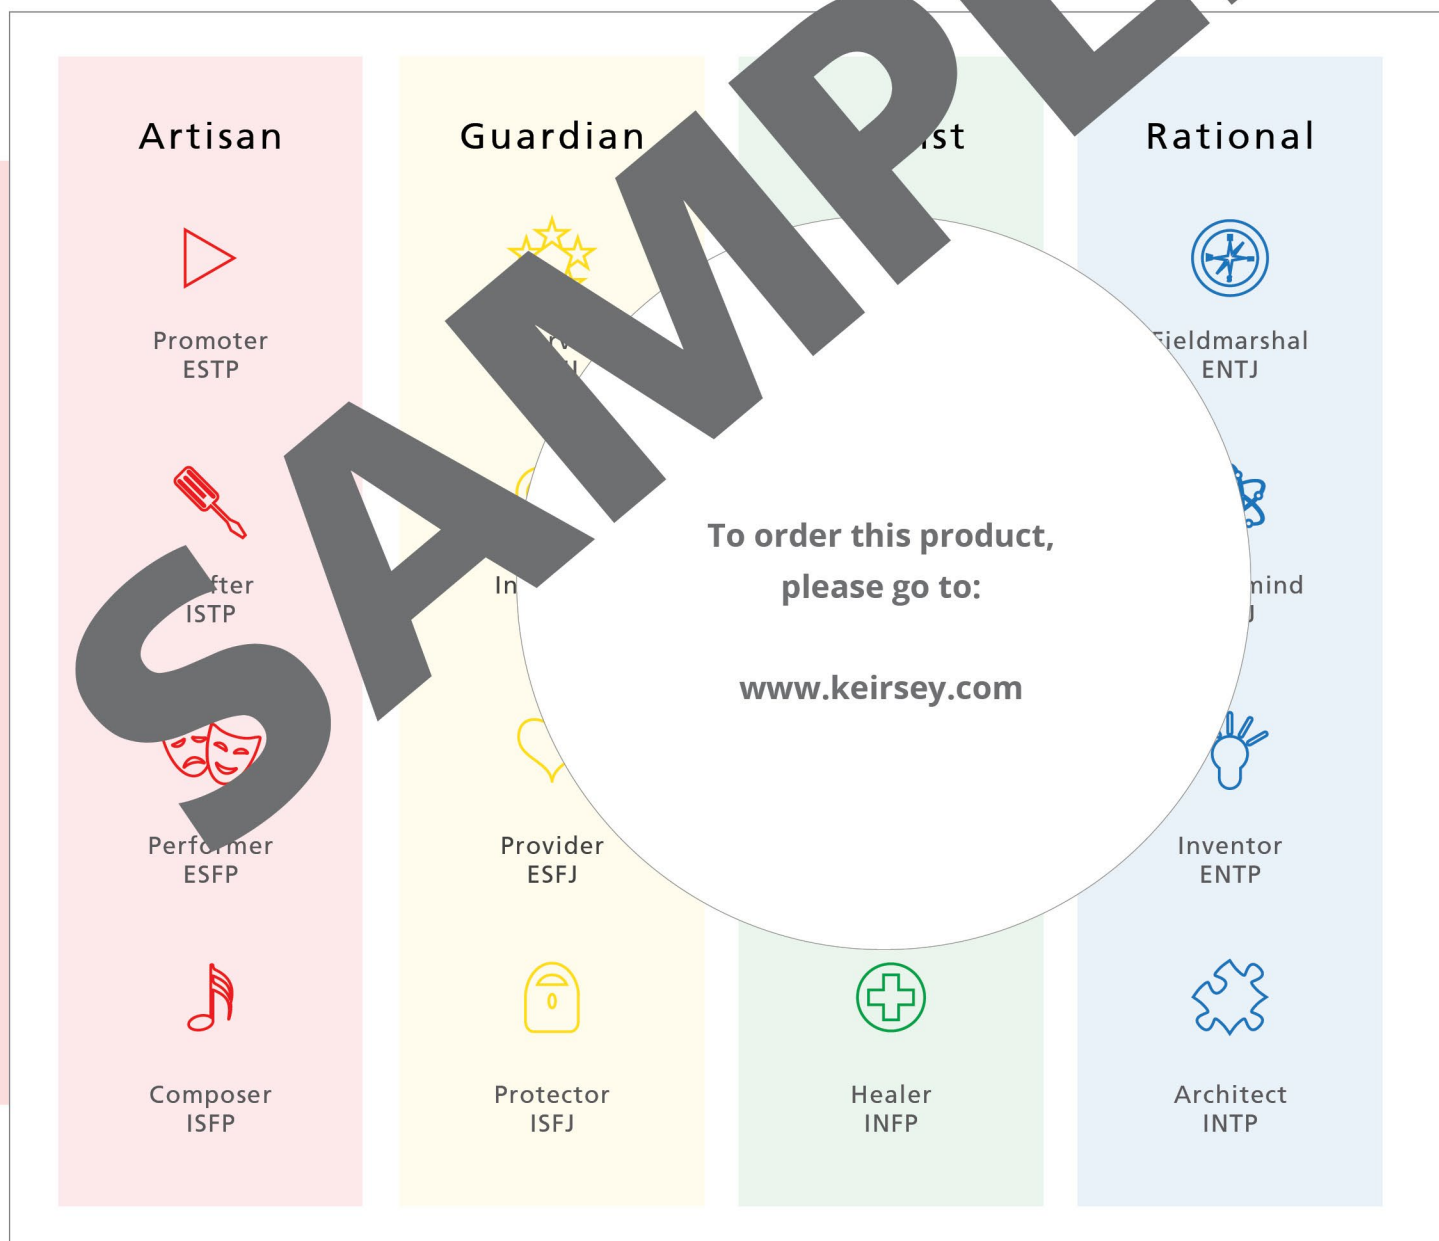 SAMPLE
Artisan
Guardian
Rational
Promoter
ESTP
ISTP
Performer
ESFP
Composer
ISFP
Provider
ESFJ
Protector
ISFJ
Healer
INFP
Fieldmarshal
ENTJ
Inventor
ENTP
Architect
INTP
To order this product,
please go to:
www.keirsey.com